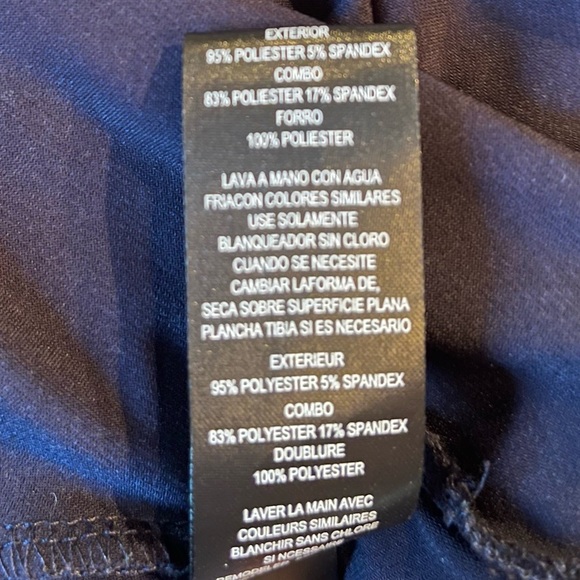 EXTERIOR
95% POLIESTER 5% SPANDEX
COMBO
83% POLIESTER 17% SPANDEX
FORRO
100% POLIESTER
LAVA A MANO CON AGUA
FRIACON COLORES SIMILARES
USE SOLAMENTE
BLANQUEADOR SIN CLORO
CUANDO SE NECESITE
CAMBIAR LAFORMA DE,
SECA SOBRE SUPERFICIE PLANA
PLANCHA TIBIA SI ES NECESARIO
EXTERIEUR
95% POLYESTER 5% SPANDEX
COMBO
83% POLYESTER 17% SPANDEX
DOUBLURE
100% POLYESTER
LAVER LA MAIN AVEC
COULEURS SIMILAIRES
BLANCHIR SANS CHLORE
SI NCESSAIRE
REMODELER